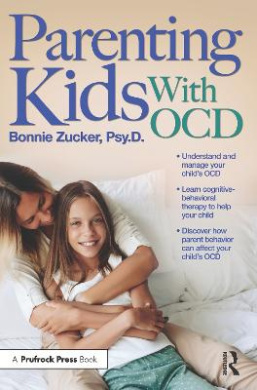 Parenting
Kids With
OCD
Bonnie Zucker, Psy.D.
• Understand and
manage your
child's OCD
• Learn cognitive-
behavioral
therapy to help
your child
• Discover how
parent behavior
can affect your
child's OCD
A Prufrock Press Book
R
Routledge